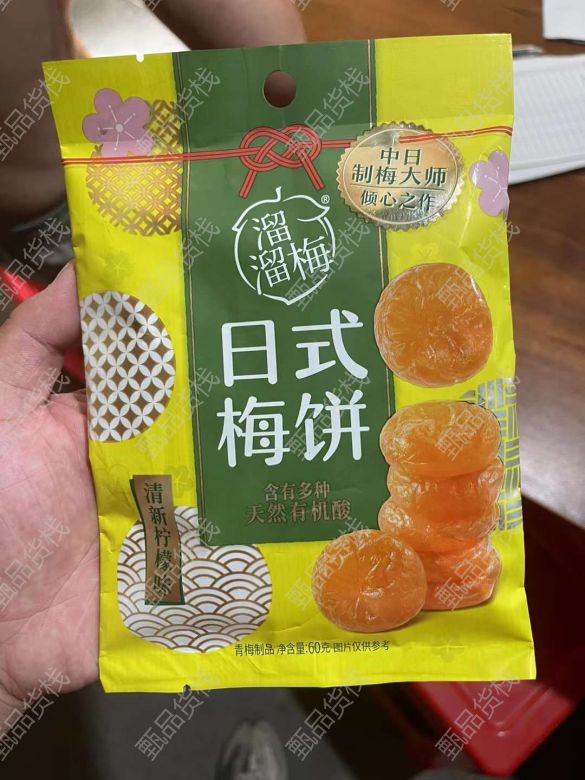 中日
制梅大师
倾心之作
溜
溜梅®
日式
梅饼
含有多种
天然有机酸
清新柠檬味
青梅制品 净含量:60克 图片仅供参考
甄品货栈